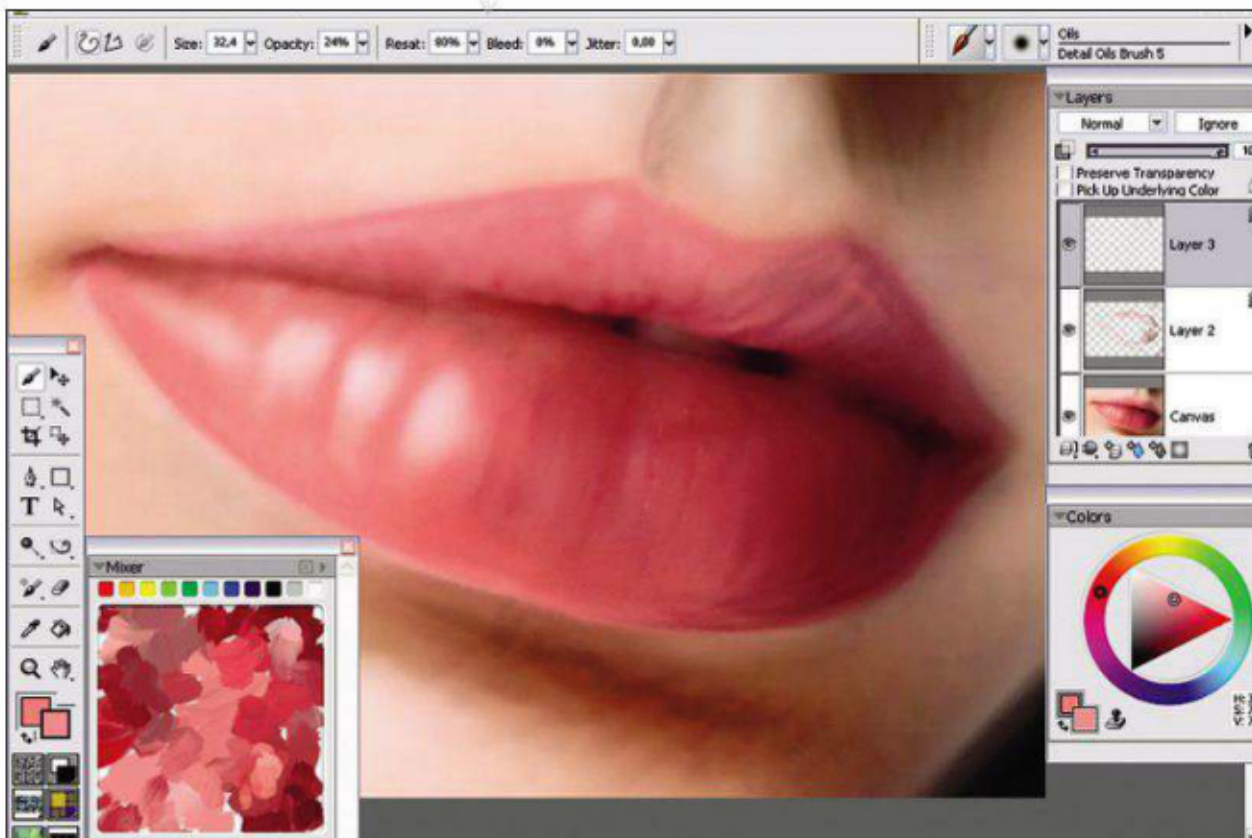 Size: 32,4 Opacity: 24% Resat: 80% Bleed: 0% Jitter: 0,00
Oils
Detail Oils Brush 5
Layers
Normal Ignore
Preserve Transparency
Pick Up Underlying Color
Layer 3
Layer 2
Canvas
T
Mixer
Colors